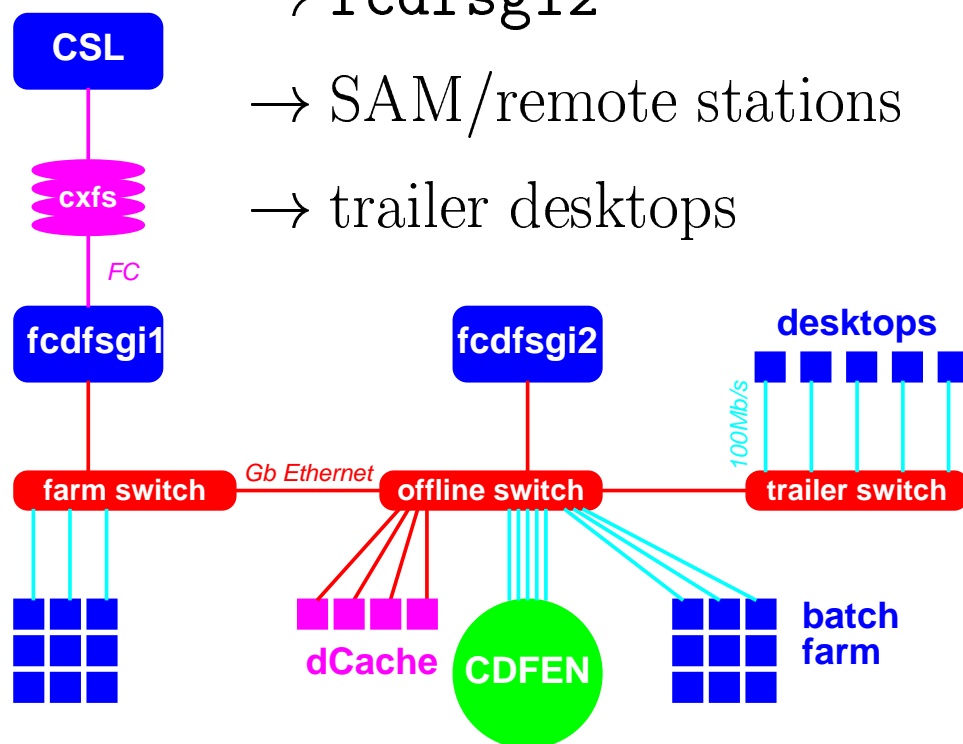 → fcdfsgi2
CSL
→ SAM/remote stations
cxfs
→ trailer desktops
FC
fcdfsgi1
fcdfsgi2
desktops
100Mb/s
farm switch
Gb Ethernet
offline switch
trailer switch
dCache
CDFEN
batch
farm